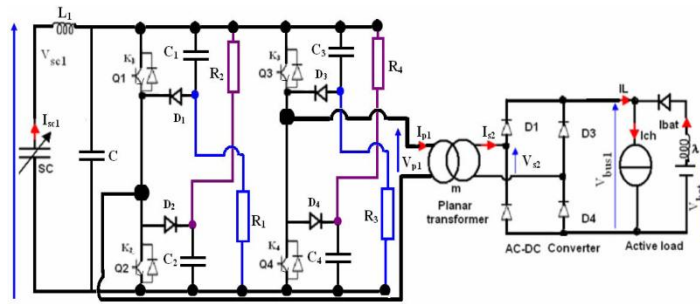 L1
Vsc1
Isc1
SC
C
K1
Q1
C1
D1
R2
D2
K2
Q2
C2
R1
K3
Q3
C3
D3
R4
D4
K4
Q4
C4
R3
Ip1
Vp1
m
Planar
transformer
Is2
Vs2
D1
D3
D4
AC-DC Converter
Vbus1
IL
Ich
Ibat
λ
Active load